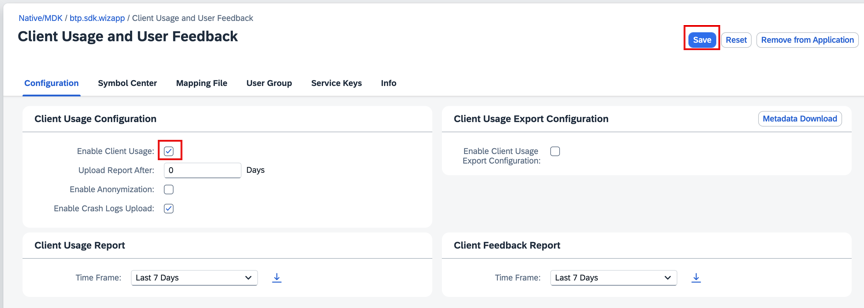 Native/MDK / btp.sdk.wizapp / Client Usage and User Feedback
Client Usage and User Feedback
Save Reset Remove from Application
Configuration Symbol Center Mapping File User Group Service Keys Info
Client Usage Configuration
Enable Client Usage:
Upload Report After: 0 Days
Enable Anonymization:
Enable Crash Logs Upload:
Client Usage Export Configuration Metadata Download
Enable Client Usage
Export Configuration:
Client Usage Report
Time Frame: Last 7 Days
Client Feedback Report
Time Frame: Last 7 Days